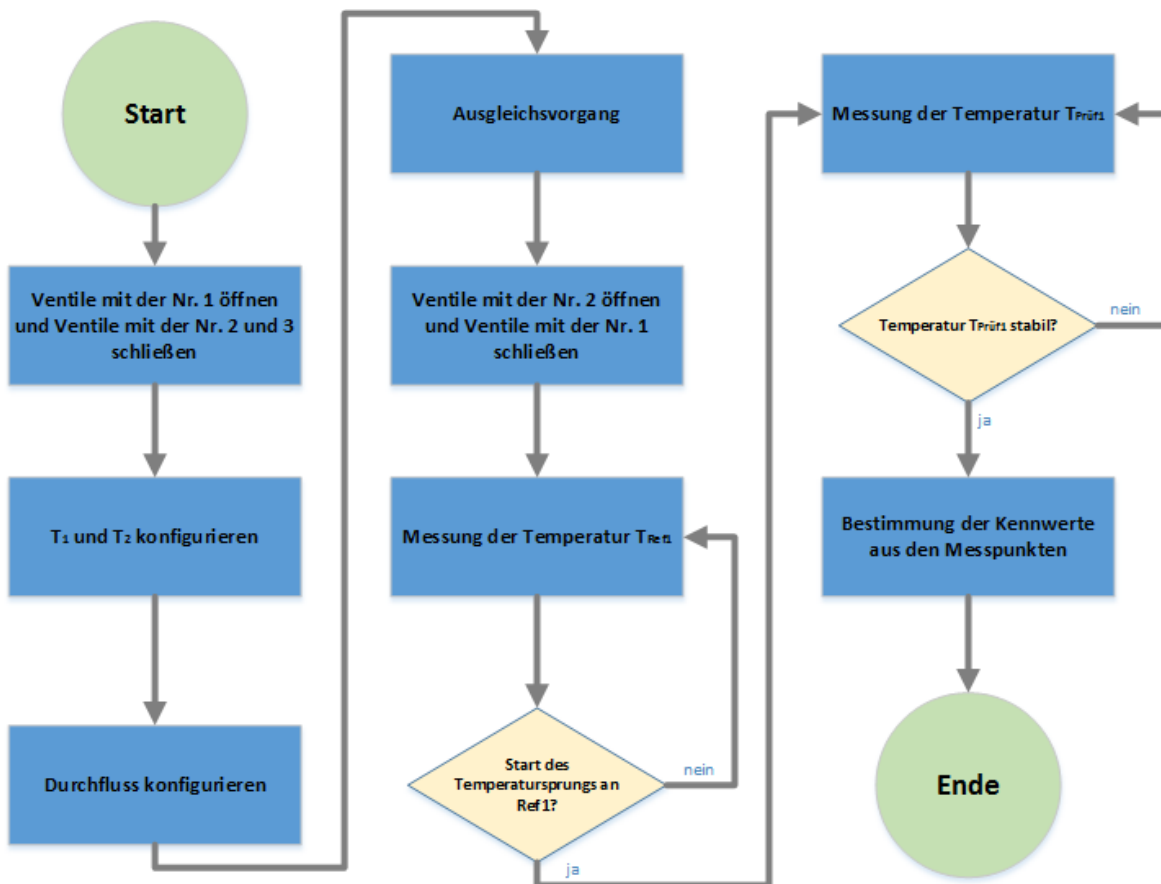 Start
Ventile mit der Nr. 1 öffnen
und Ventile mit der Nr. 2 und 3
schließen
T1 und T2 konfigurieren
Durchfluss konfigurieren
Ausgleichsvorgang
Ventile mit der Nr. 2 öffnen
und Ventile mit der Nr. 1
schließen
Messung der Temperatur TRef1
Start des
Temperatursprungs an
Ref1?
nein
ja
Messung der Temperatur TPrüf1
Temperatur TPrüf1 stabil?
nein
ja
Bestimmung der Kennwerte
aus den Messpunkten
Ende